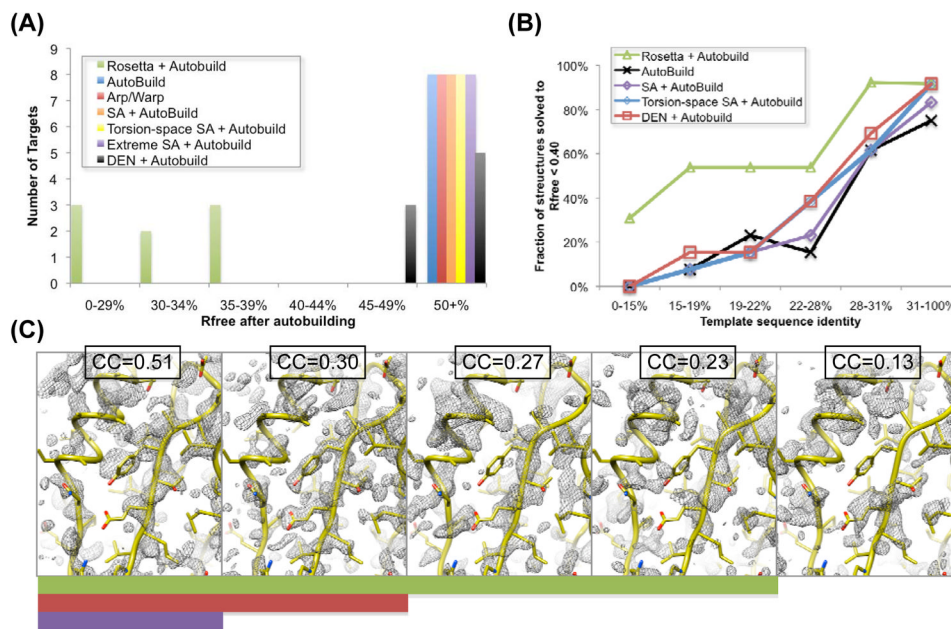 (A)
9
8
7
6
5
4
3
2
1
0
Number of Targets
Rosetta + Autobuild
AutoBuild
Arp/Warp
SA + AutoBuild
Torsion-space SA + Autobuild
Extreme SA + Autobuild
DEN + Autobuild
0-29% 30-34% 35-39% 40-44% 45-49% 50+%
Rfree after autobuilding
(B)
100%
80%
60%
40%
20%
0%
Fraction of streuctures solved to
Rfree < 0.40
Rosetta + Autobuild
AutoBuild
SA + AutoBuild
Torsion-space SA + Autobuild
DEN + Autobuild
0-15% 15-19% 19-22% 22-28% 28-31% 31-100%
Template sequence identity
(C)
CC=0.51 CC=0.30 CC=0.27 CC=0.23 CC=0.13